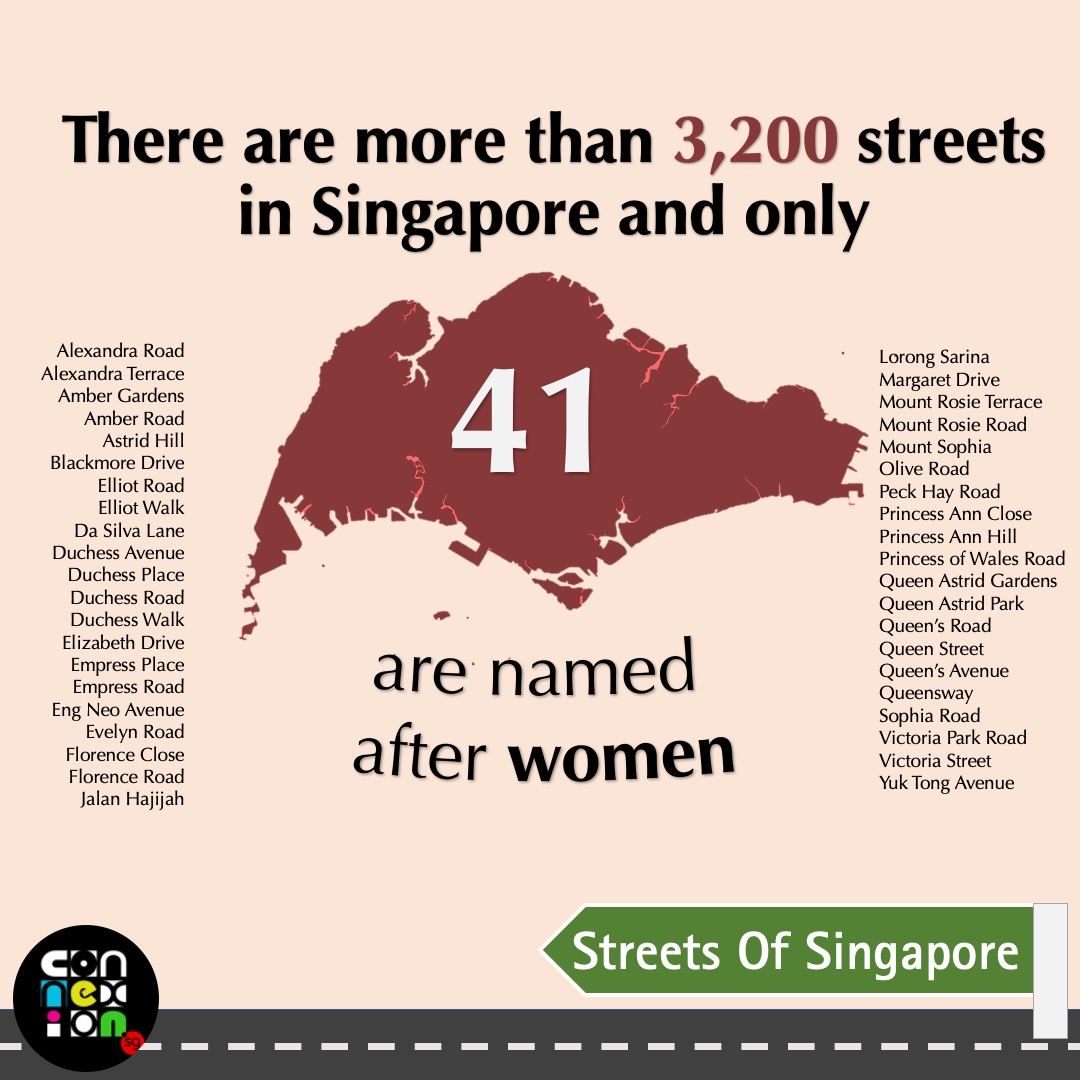 There are more than 3,200 streets
in Singapore and only
41
are named
after women
Alexandra Road
Alexandra Terrace
Amber Gardens
Amber Road
Astrid Hill
Blackmore Drive
Elliot Road
Elliot Walk
Da Silva Lane
Duchess Avenue
Duchess Place
Duchess Road
Duchess Walk
Elizabeth Drive
Empress Place
Empress Road
Eng Neo Avenue
Evelyn Road
Florence Close
Florence Road
Jalan Hajijah
Lorong Sarina
Margaret Drive
Mount Rosie Terrace
Mount Rosie Road
Mount Sophia
Olive Road
Peck Hay Road
Princess Ann Close
Princess Ann Hill
Princess of Wales Road
Queen Astrid Gardens
Queen Astrid Park
Queen's Road
Queen Street
Queen's Avenue
Queensway
Sophia Road
Victoria Park Road
Victoria Street
Yuk Tong Avenue
Streets Of Singapore
con
nex
ion
sg